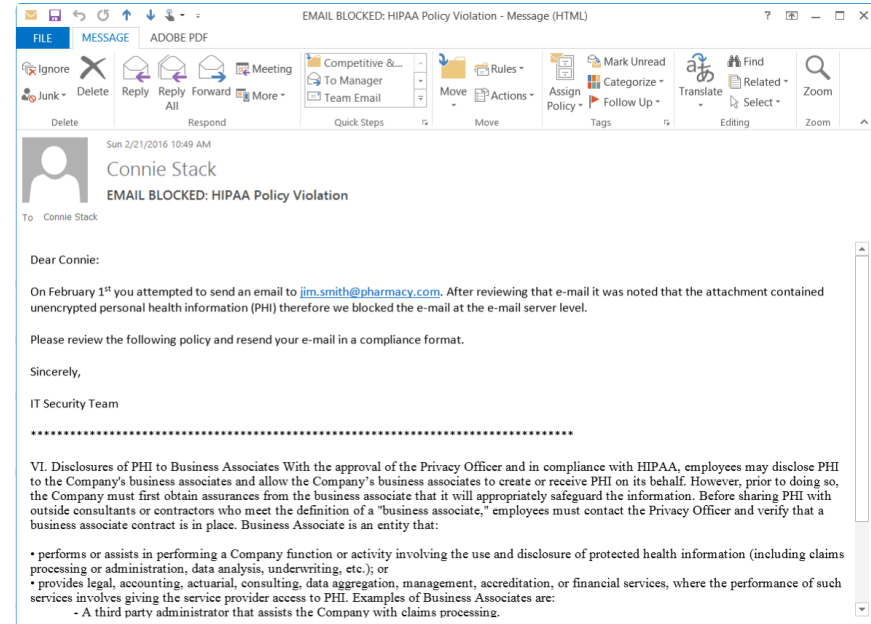 EMAIL BLOCKED: HIPAA Policy Violation - Message (HTML)
?
FILE
MESSAGE
ADOBE PDF
Ignore
Junk
Delete
Reply
Reply All
Forward
Meeting
More
Competitive &...
To Manager
Team Email
Move
Rules
Actions
Assign Policy
Mark Unread
Categorize
Follow Up
Translate
Find
Related
Select
Zoom
Delete
Respond
Quick Steps
Move
Tags
Editing
Zoom
Sun 2/21/2016 10:49 AM
Connie Stack
EMAIL BLOCKED: HIPAA Policy Violation
To Connie Stack
Dear Connie:
On February 1st you attempted to send an email to jim.smith@pharmacy.com. After reviewing that e-mail it was noted that the attachment contained
unencrypted personal health information (PHI) therefore we blocked the e-mail at the e-mail server level.
Please review the following policy and resend your e-mail in a compliance format.
Sincerely,
IT Security Team
************************************************************************************
VI. Disclosures of PHI to Business Associates With the approval of the Privacy Officer and in compliance with HIPAA, employees may disclose PHI
to the Company's business associates and allow the Company's business associates to create or receive PHI on its behalf. However, prior to doing so,
the Company must first obtain assurances from the business associate that it will appropriately safeguard the information. Before sharing PHI with
outside consultants or contractors who meet the definition of a "business associate," employees must contact the Privacy Officer and verify that a
business associate contract is in place. Business Associate is an entity that:
• performs or assists in performing a Company function or activity involving the use and disclosure of protected health information (including claims
processing or administration, data analysis, underwriting, etc.); or
• provides legal, accounting, actuarial, consulting, data aggregation, management, accreditation, or financial services, where the performance of such
services involves giving the service provider access to PHI. Examples of Business Associates are:
- A third party administrator that assists the Company with claims processing.